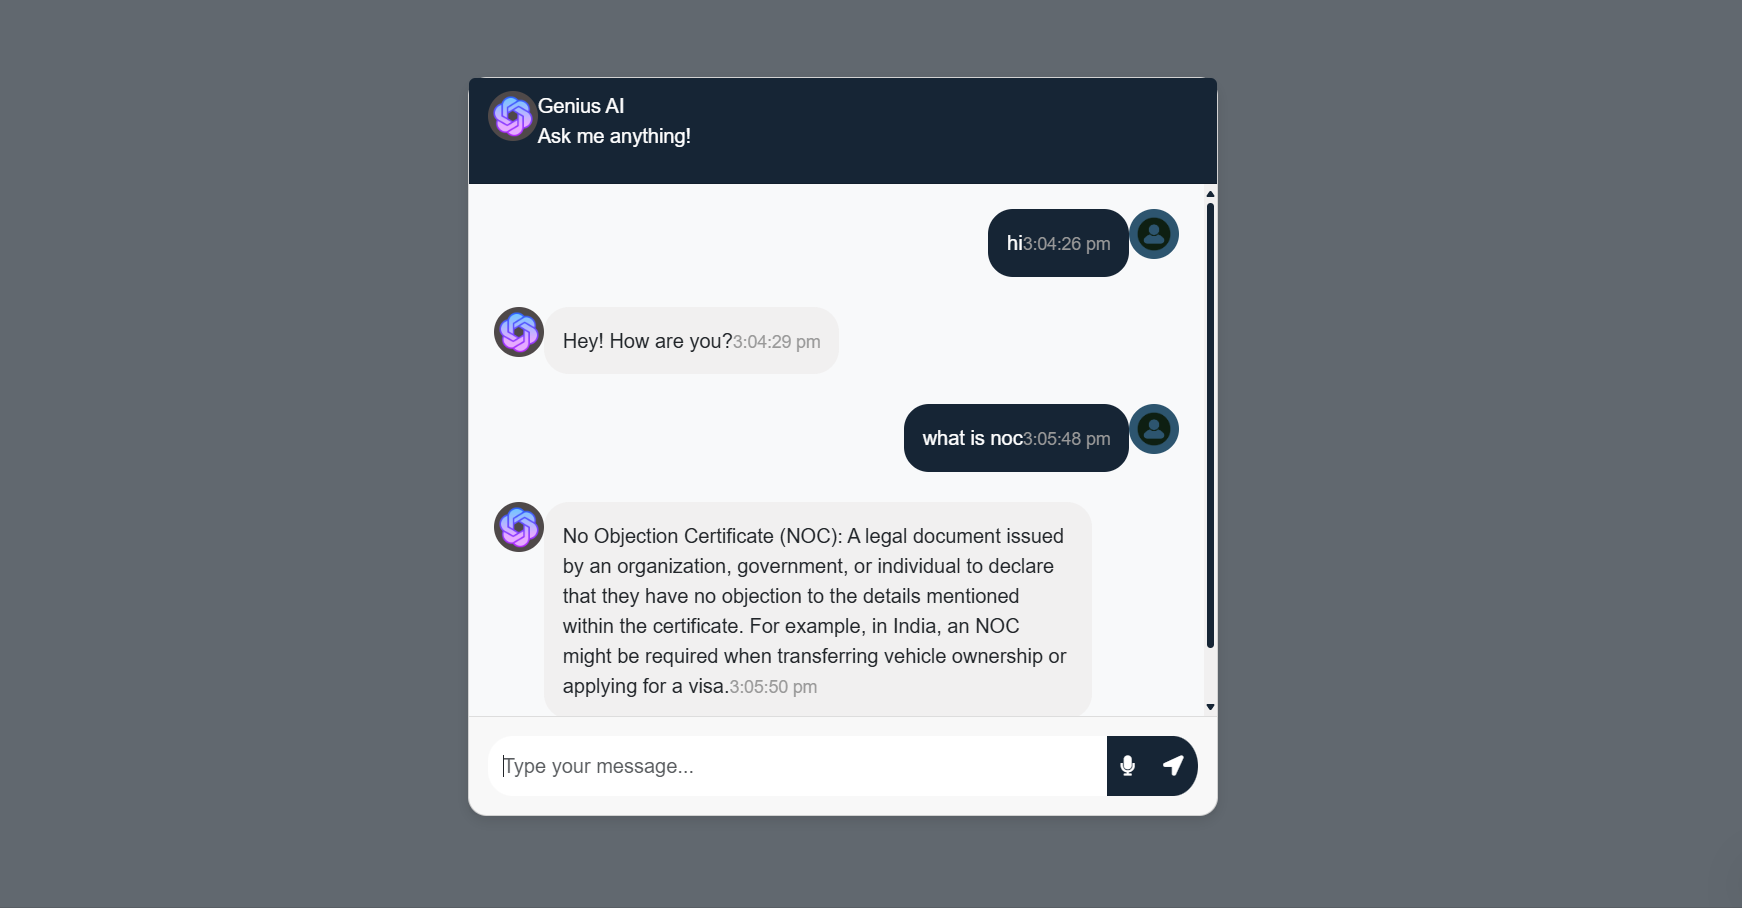 Genius AI
Ask me anything!
hi3:04:26 pm
Hey! How are you?3:04:29 pm
what is noc3:05:48 pm
No Objection Certificate (NOC): A legal document issued
by an organization, government, or individual to declare
that they have no objection to the details mentioned
within the certificate. For example, in India, an NOC
might be required when transferring vehicle ownership or
applying for a visa.3:05:50 pm
Type your message...